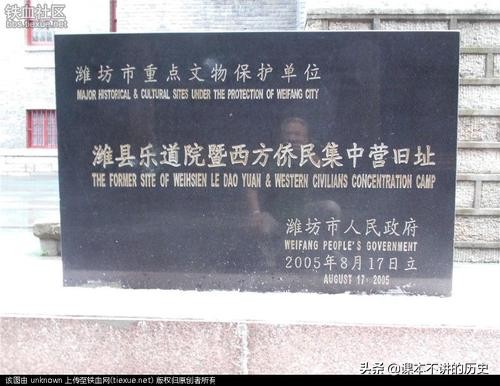 铁血社区
bbs.tiexue.net
潍坊市重点文物保护单位
MAJOR HISTORICAL & CULTURAL SITES UNDER THE PROTECTION OF WEIFANG CITY
潍县乐道院暨西方侨民集中营旧址
THE FORMER SITE OF WEIHSIEN LE DAO YUAN & WESTERN CIVILIANS CONCENTRATION CAMP
潍坊市人民政府
WEIFANG PEOPLE'S GOVERNMENT
2005年8月17日立
AUGUST 17·2005
头条@课本不讲的历史
该图由 unknown 上传至铁血网(tiexue.net) 版权归原创者所有